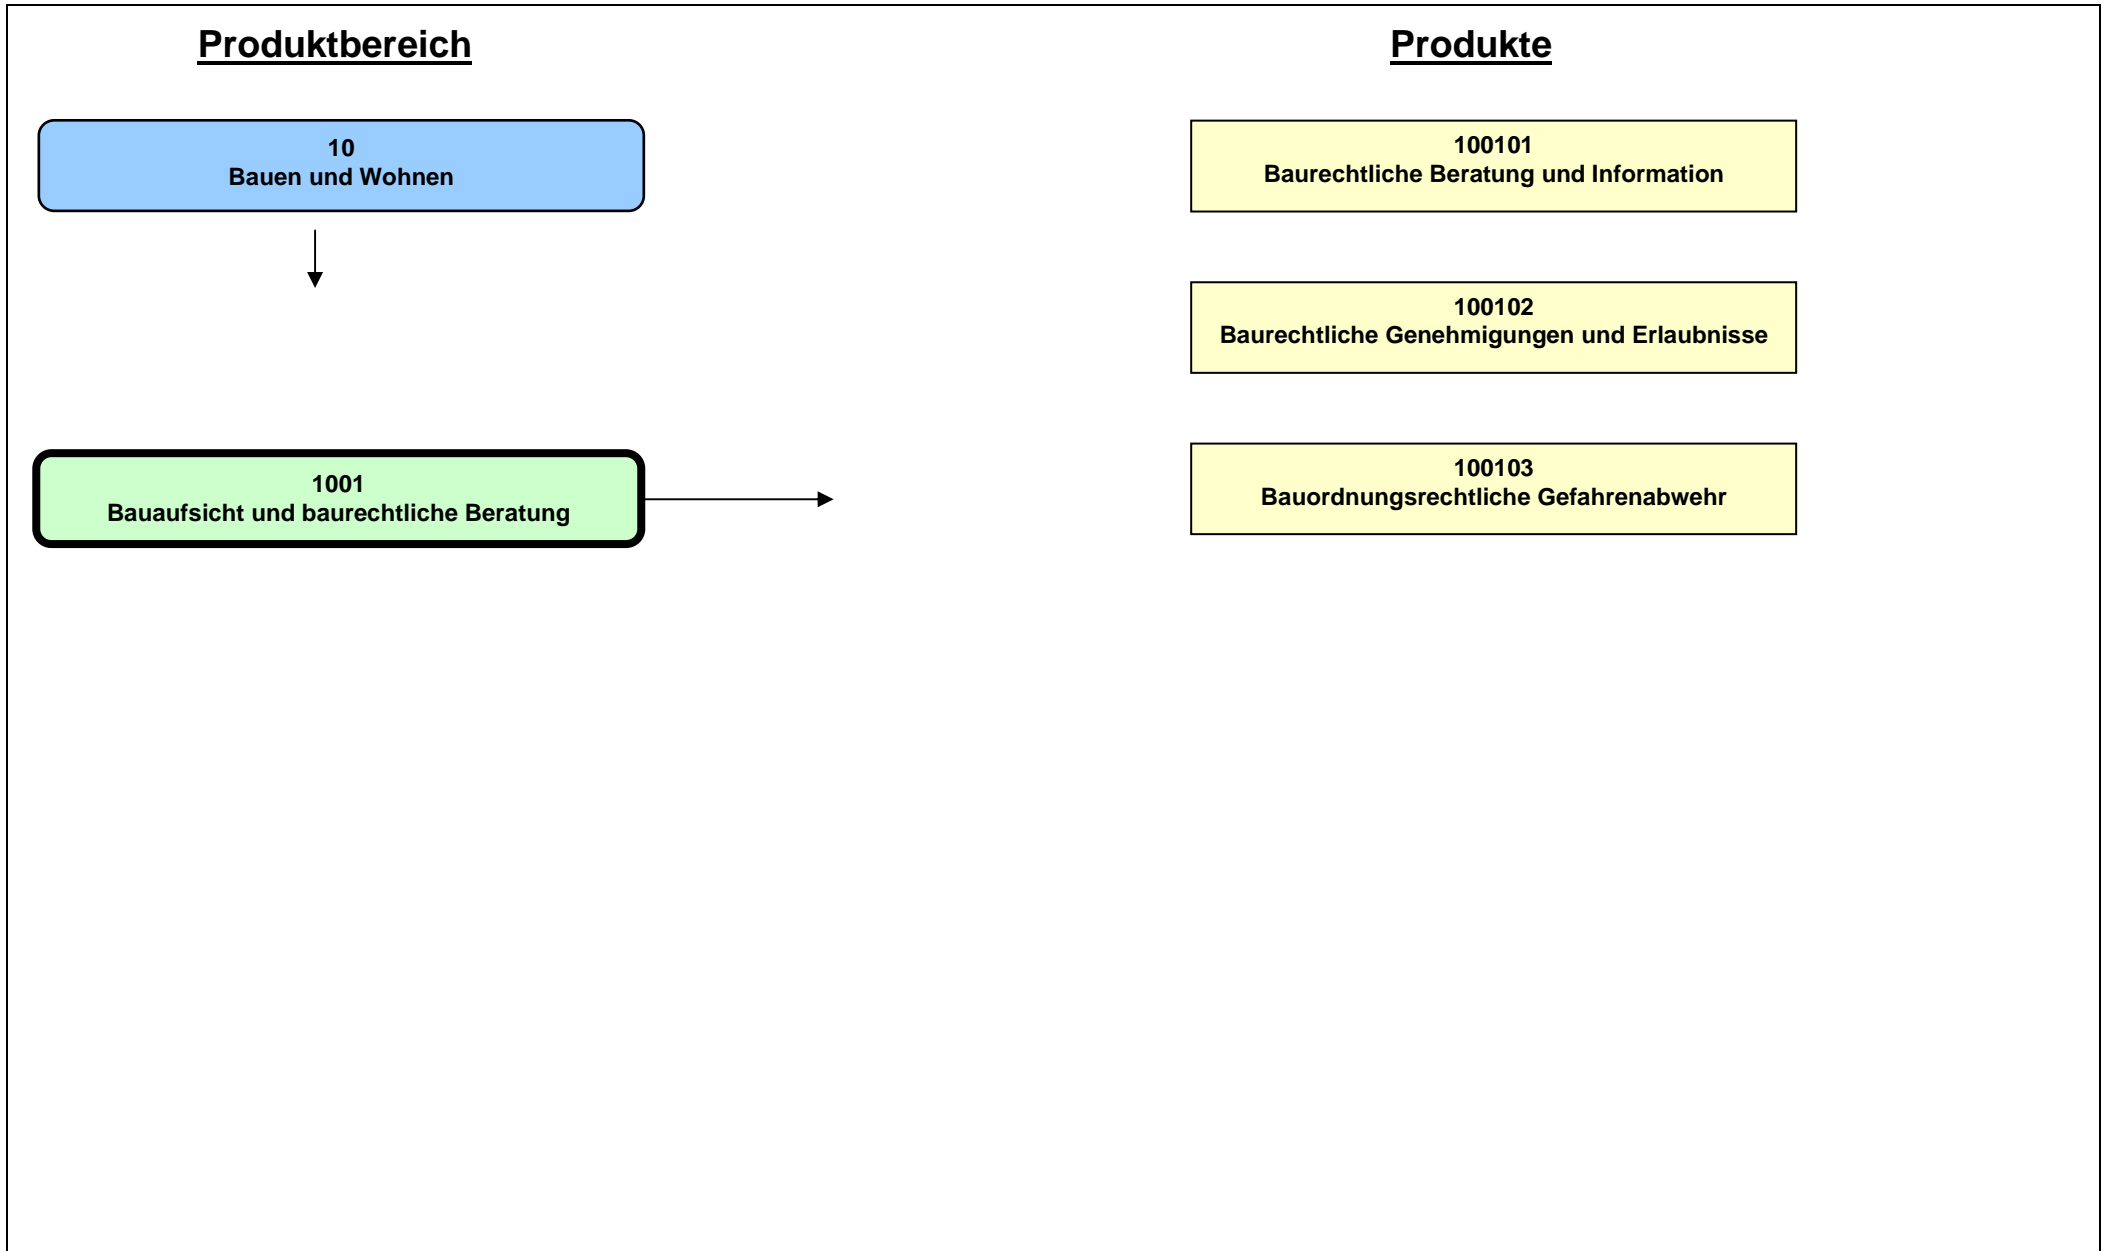 Produktbereich
Produkte
10
Bauen und Wohnen
100101
Baurechtliche Beratung und Information
100102
Baurechtliche Genehmigungen und Erlaubnisse
1001
Bauaufsicht und baurechtliche Beratung
100103
Bauordnungsrechtliche Gefahrenabwehr